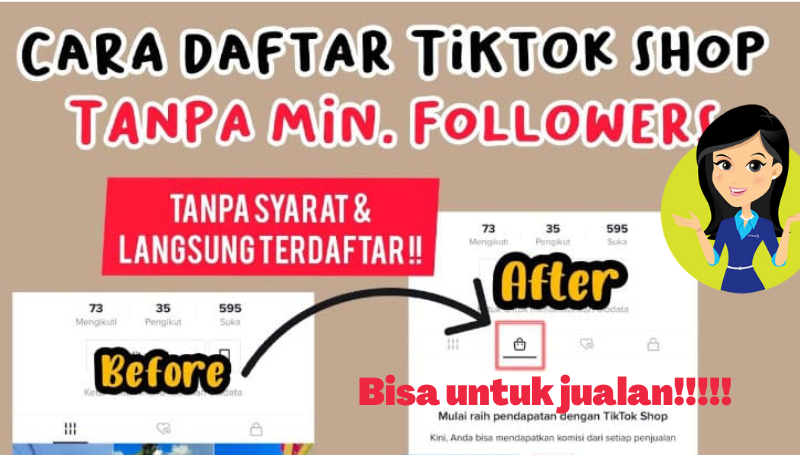 CARA DAFTAR TIKTOK SHOP
TANPA MIN. FOLLOWERS
TANPA SYARAT &
LANGSUNG TERDAFTAR!!
73 35 595
Mengikuti Pengikut Suka
After
73 35 595
Mengikuti Pengikut Suka
Before
Bisa untuk jualan!!!!!
Mulai raih pendapatan dengan TikTok Shop
Kini, Anda bisa mendapatkan komisi dari setiap penjualan